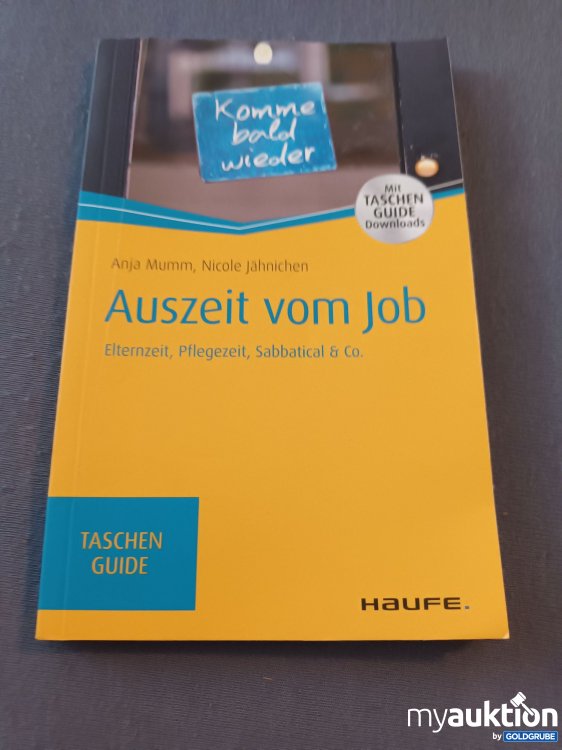 Komme
bald
wieder
Mit
TASCHEN
GUIDE
Downloads
Anja Mumm, Nicole Jähnichen
Auszeit vom Job
Elternzeit, Pflegezeit, Sabbatical & Co.
TASCHEN
GUIDE
HAUFE.
myauktion
by GOLDGRUBE